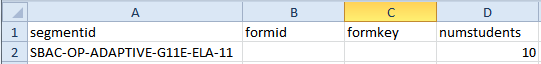 A B C D
1 segmentid formid formkey numstudents
2 SBAC-OP-ADAPTIVE-G11E-ELA-11 10